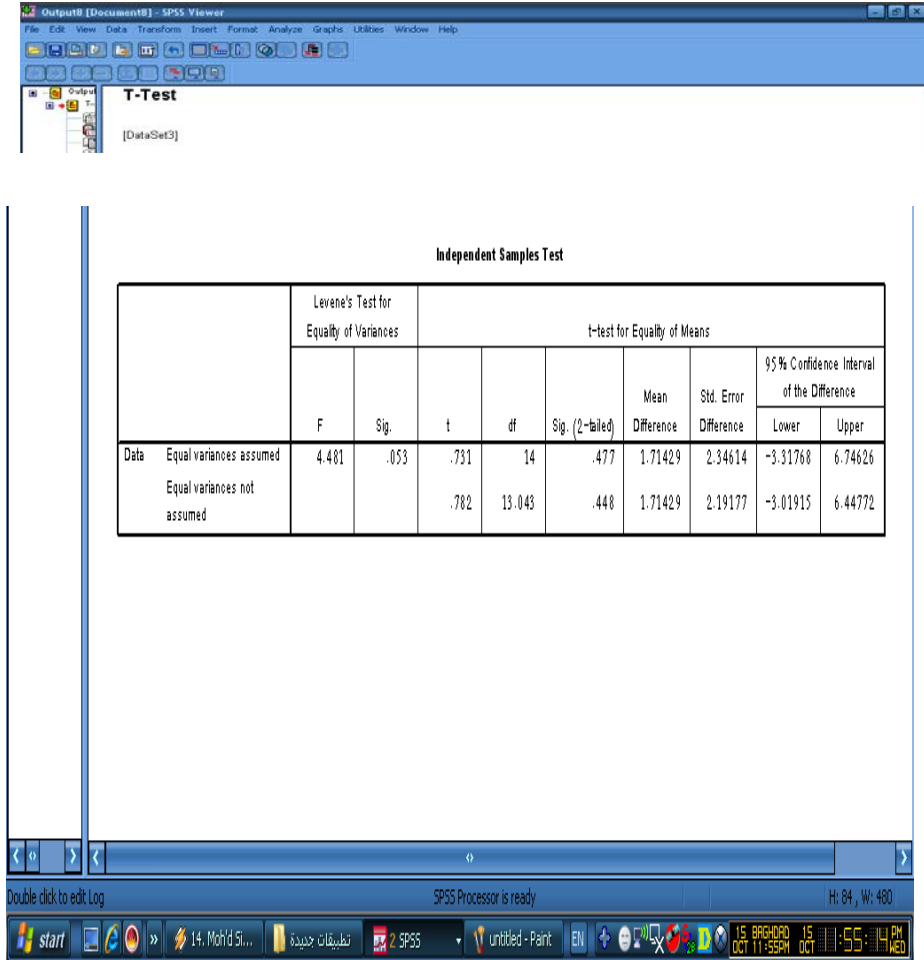 Output8 [Document8] - SPSS Viewer
File Edit View Data Transform Insert Format Analyze Graphs Utilities Window Help
Outpu
T-
T-Test
[DataSet3]
Independent Samples Test
Levene's Test for Equality of Variances
t-test for Equality of Means
95% Confidence Interval of the Difference
F Sig. t df Sig. (2-tailed) Mean Difference Std. Error Difference Lower Upper
Data Equal variances assumed 4.481 .053 .731 14 .477 1.71429 2.34614 -3.31768 6.74626
Equal variances not assumed .782 13.043 .448 1.71429 2.19177 -3.01915 6.44772
Double click to edit Log SPSS Processor is ready H: 84 , W: 480
start » 14. Moh'd Si... تطبيقات جديدة 2 SPSS untitled - Paint EN 15 BAGHDAD 15
OCT 11:55PM OCT :55: PM WED